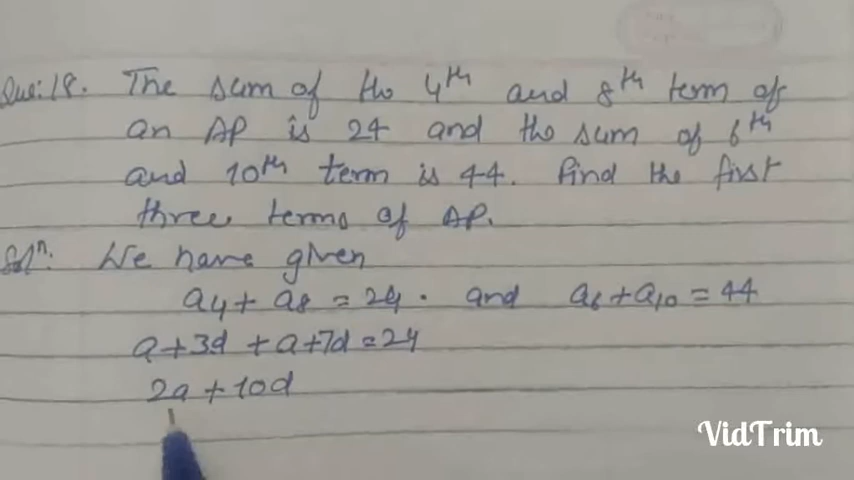 Que: 18. The sum of the 4th and 8th term of
an AP is 24 and the sum of 6th
and 10th term is 44. Find the first
three terms of AP.
Solⁿ: We have given
a4 + a8 = 24. and a6 + a10 = 44
a + 3d + a + 7d = 24
2a + 10d
VidTrim